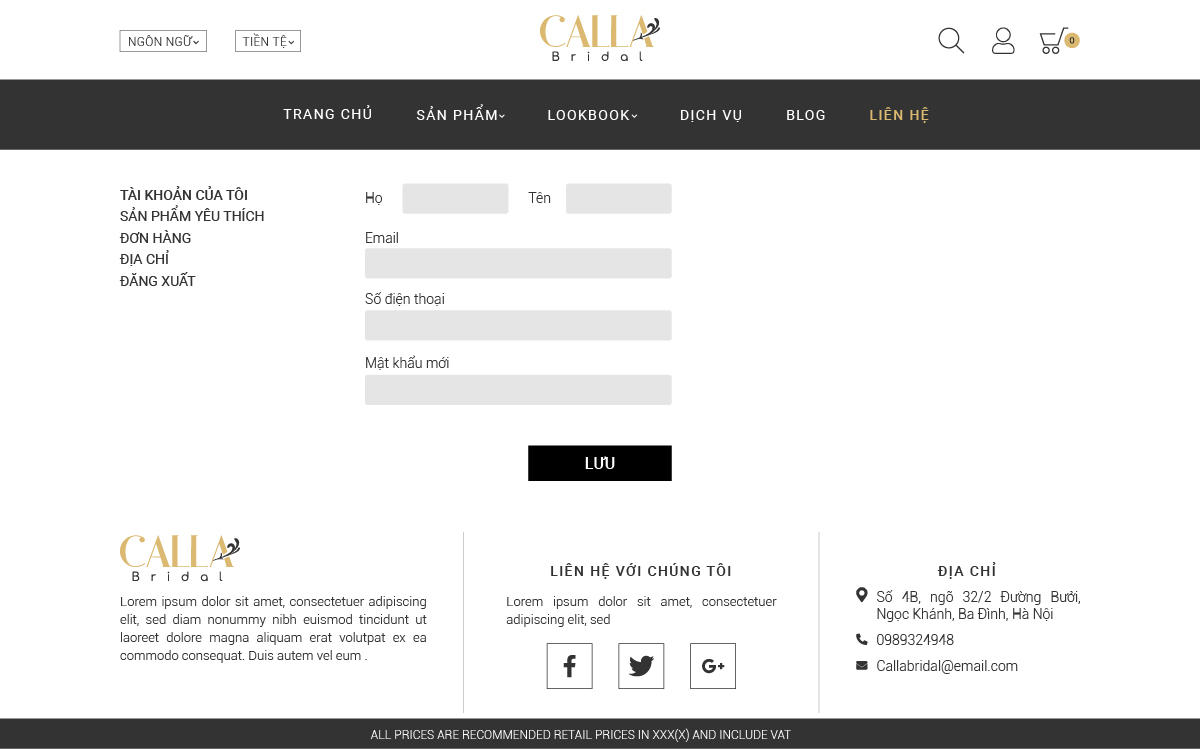 NGÔN NGỮ
TIỀN TỆ
CALLA
Bridal
0
TRANG CHỦ
SẢN PHẨM
LOOKBOOK
DỊCH VỤ
BLOG
LIÊN HỆ
TÀI KHOẢN CỦA TÔI
SẢN PHẨM YÊU THÍCH
ĐƠN HÀNG
ĐỊA CHỈ
ĐĂNG XUẤT
Họ
Tên
Email
Số điện thoại
Mật khẩu mới
LƯU
CALLA
Bridal
Lorem ipsum dolor sit amet, consectetuer adipiscing
elit, sed diam nonummy nibh euismod tincidunt ut
laoreet dolore magna aliquam erat volutpat ex ea
commodo consequat. Duis autem vel eum .
LIÊN HỆ VỚI CHÚNG TÔI
Lorem ipsum dolor sit amet, consectetuer
adipiscing elit, sed
G+
ĐỊA CHỈ
Số 4B, ngõ 32/2 Đường Bưởi,
Ngọc Khánh, Ba Đình, Hà Nội
0989324948
Callabridal@email.com
ALL PRICES ARE RECOMMENDED RETAIL PRICES IN XXX(X) AND INCLUDE VAT